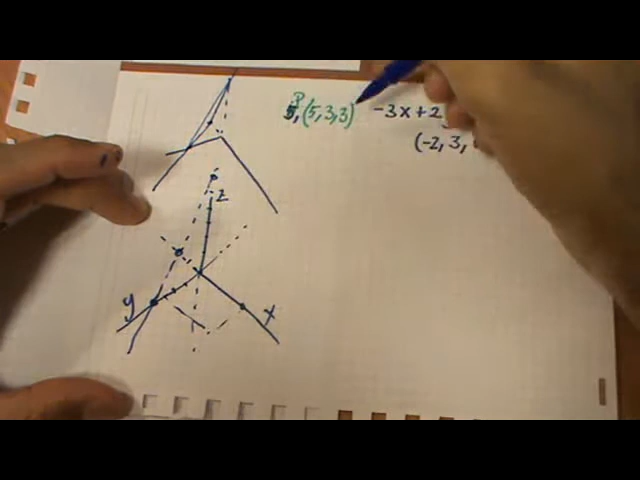 P
(5,3,3) -3x+2
(-2, 3,
z
y
x